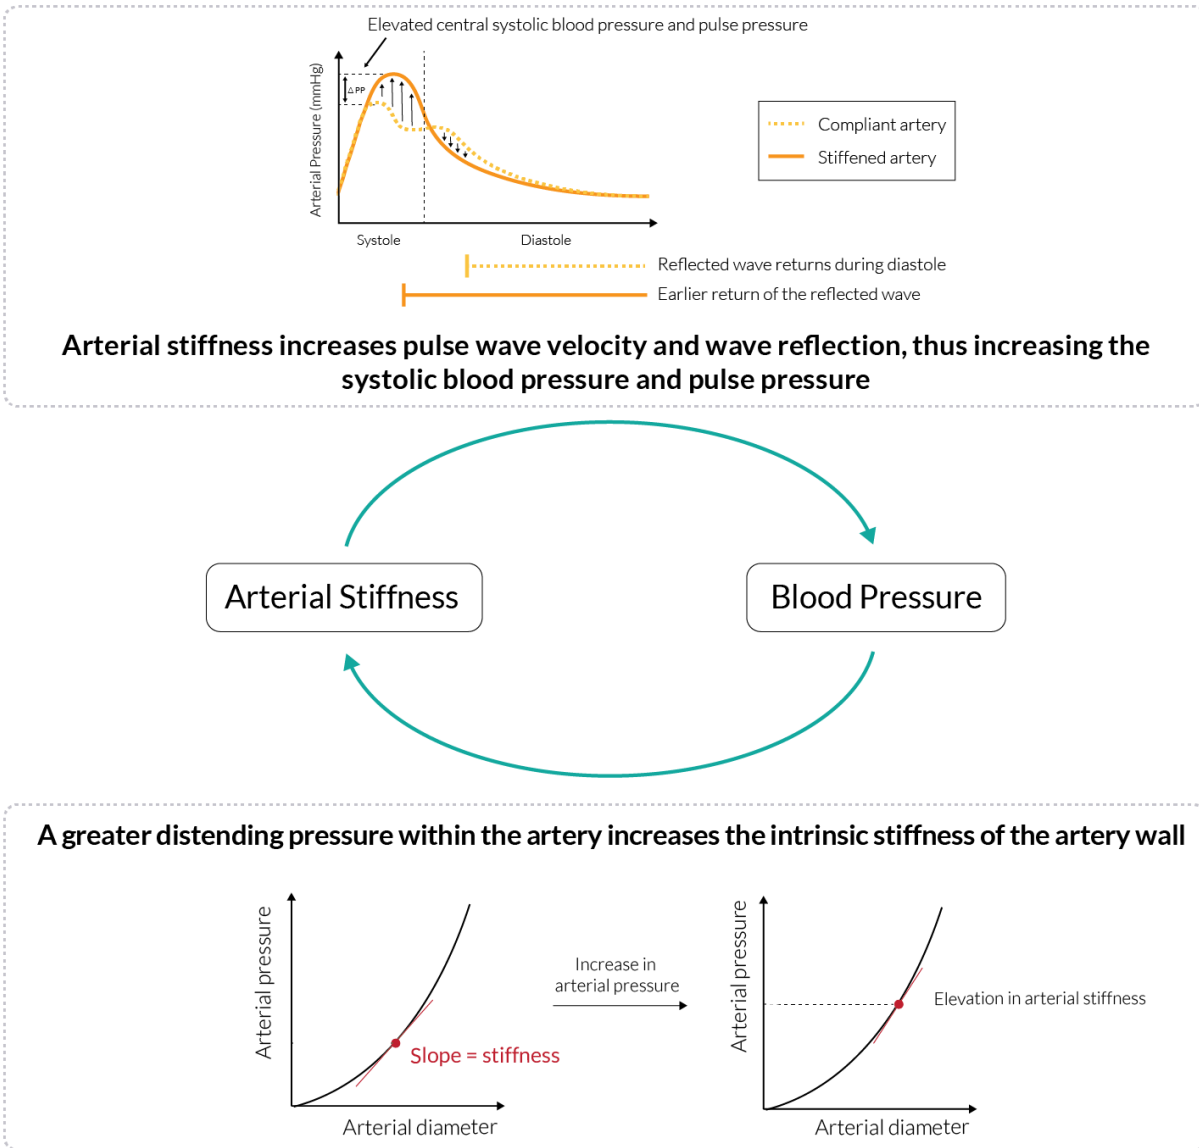 Elevated central systolic blood pressure and pulse pressure
Arterial Pressure (mmHg)
Δ PP
Compliant artery
Stiffened artery
Systole
Diastole
Reflected wave returns during diastole
Earlier return of the reflected wave
Arterial stiffness increases pulse wave velocity and wave reflection, thus increasing the
systolic blood pressure and pulse pressure
Arterial Stiffness
Blood Pressure
A greater distending pressure within the artery increases the intrinsic stiffness of the artery wall
Arterial pressure
Slope = stiffness
Arterial diameter
Increase in
arterial pressure
Arterial pressure
Elevation in arterial stiffness
Arterial diameter